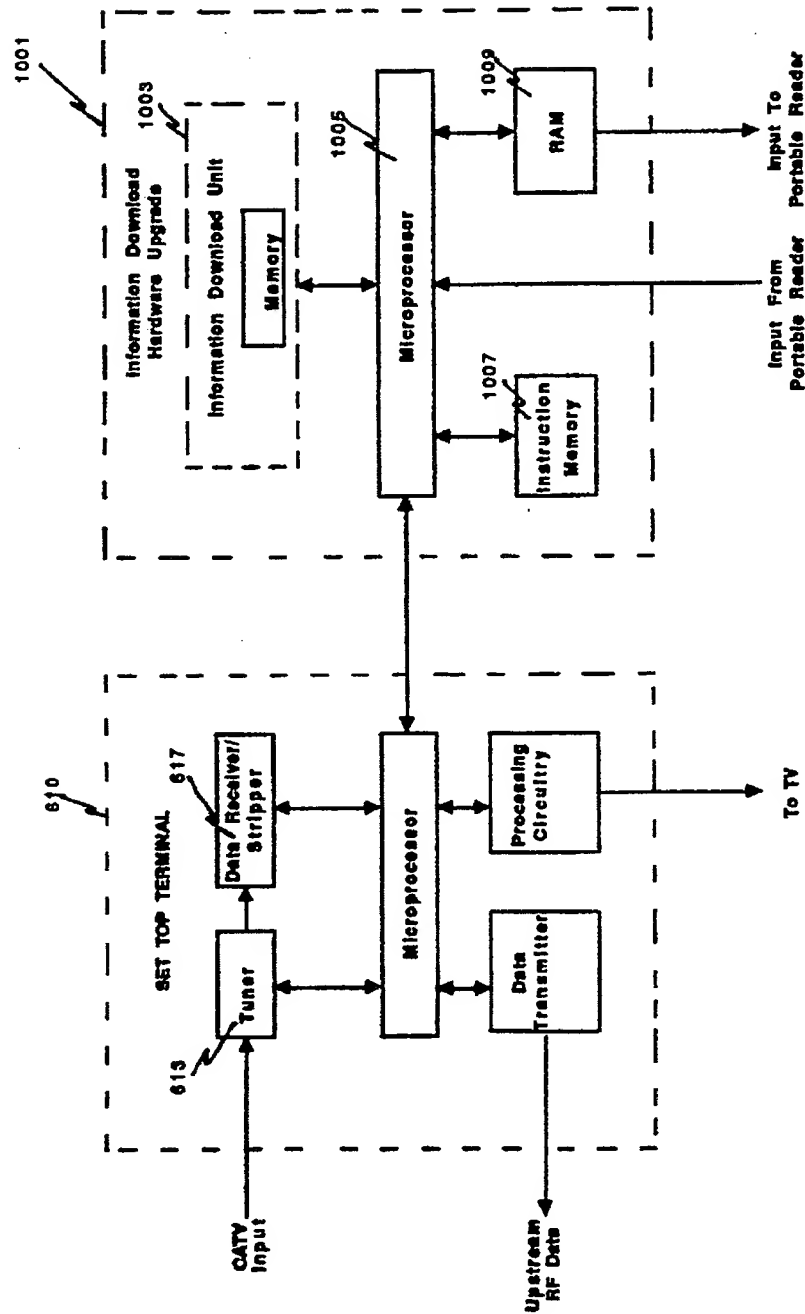 610
SET TOP TERMINAL
613
Tuner
617
Data Receiver/
Stripper
Microprocessor
Data
Transmitter
Processing
Circuitry
CATV
Input
Upstream
RF Data
To TV
1001
Information Download
Hardware Upgrade
1003
Information Download Unit
Memory
1005
Microprocessor
1007
Instruction
Memory
1009
RAM
Input From
Portable Reader
Input To
Portable Reader